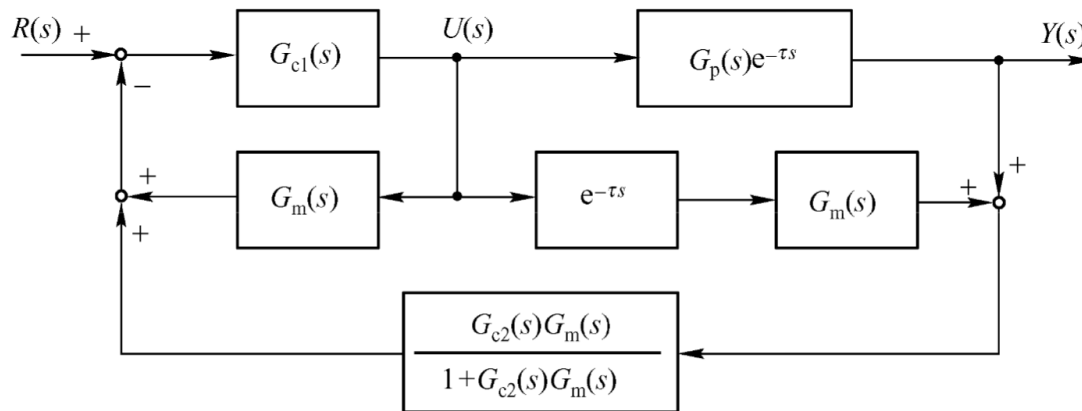 R(s) + G_c1(s) U(s) G_p(s)e^{-τs} Y(s)
−
+ G_m(s) e^{-τs} G_m(s) + +
+
G_c2(s)G_m(s)
1+G_c2(s)G_m(s)